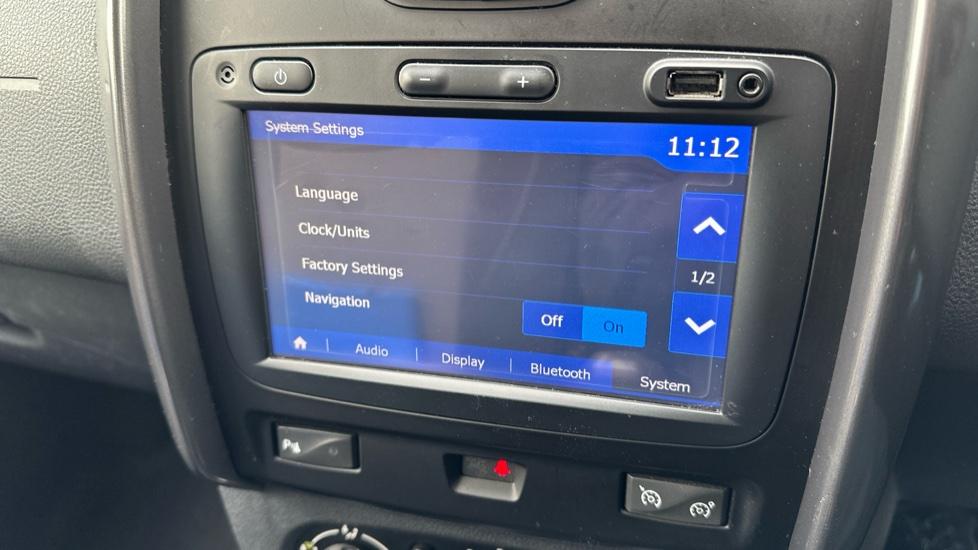 System Settings
11:12
Language
Clock/Units
Factory Settings
1/2
Navigation
Off On
Audio Display Bluetooth System